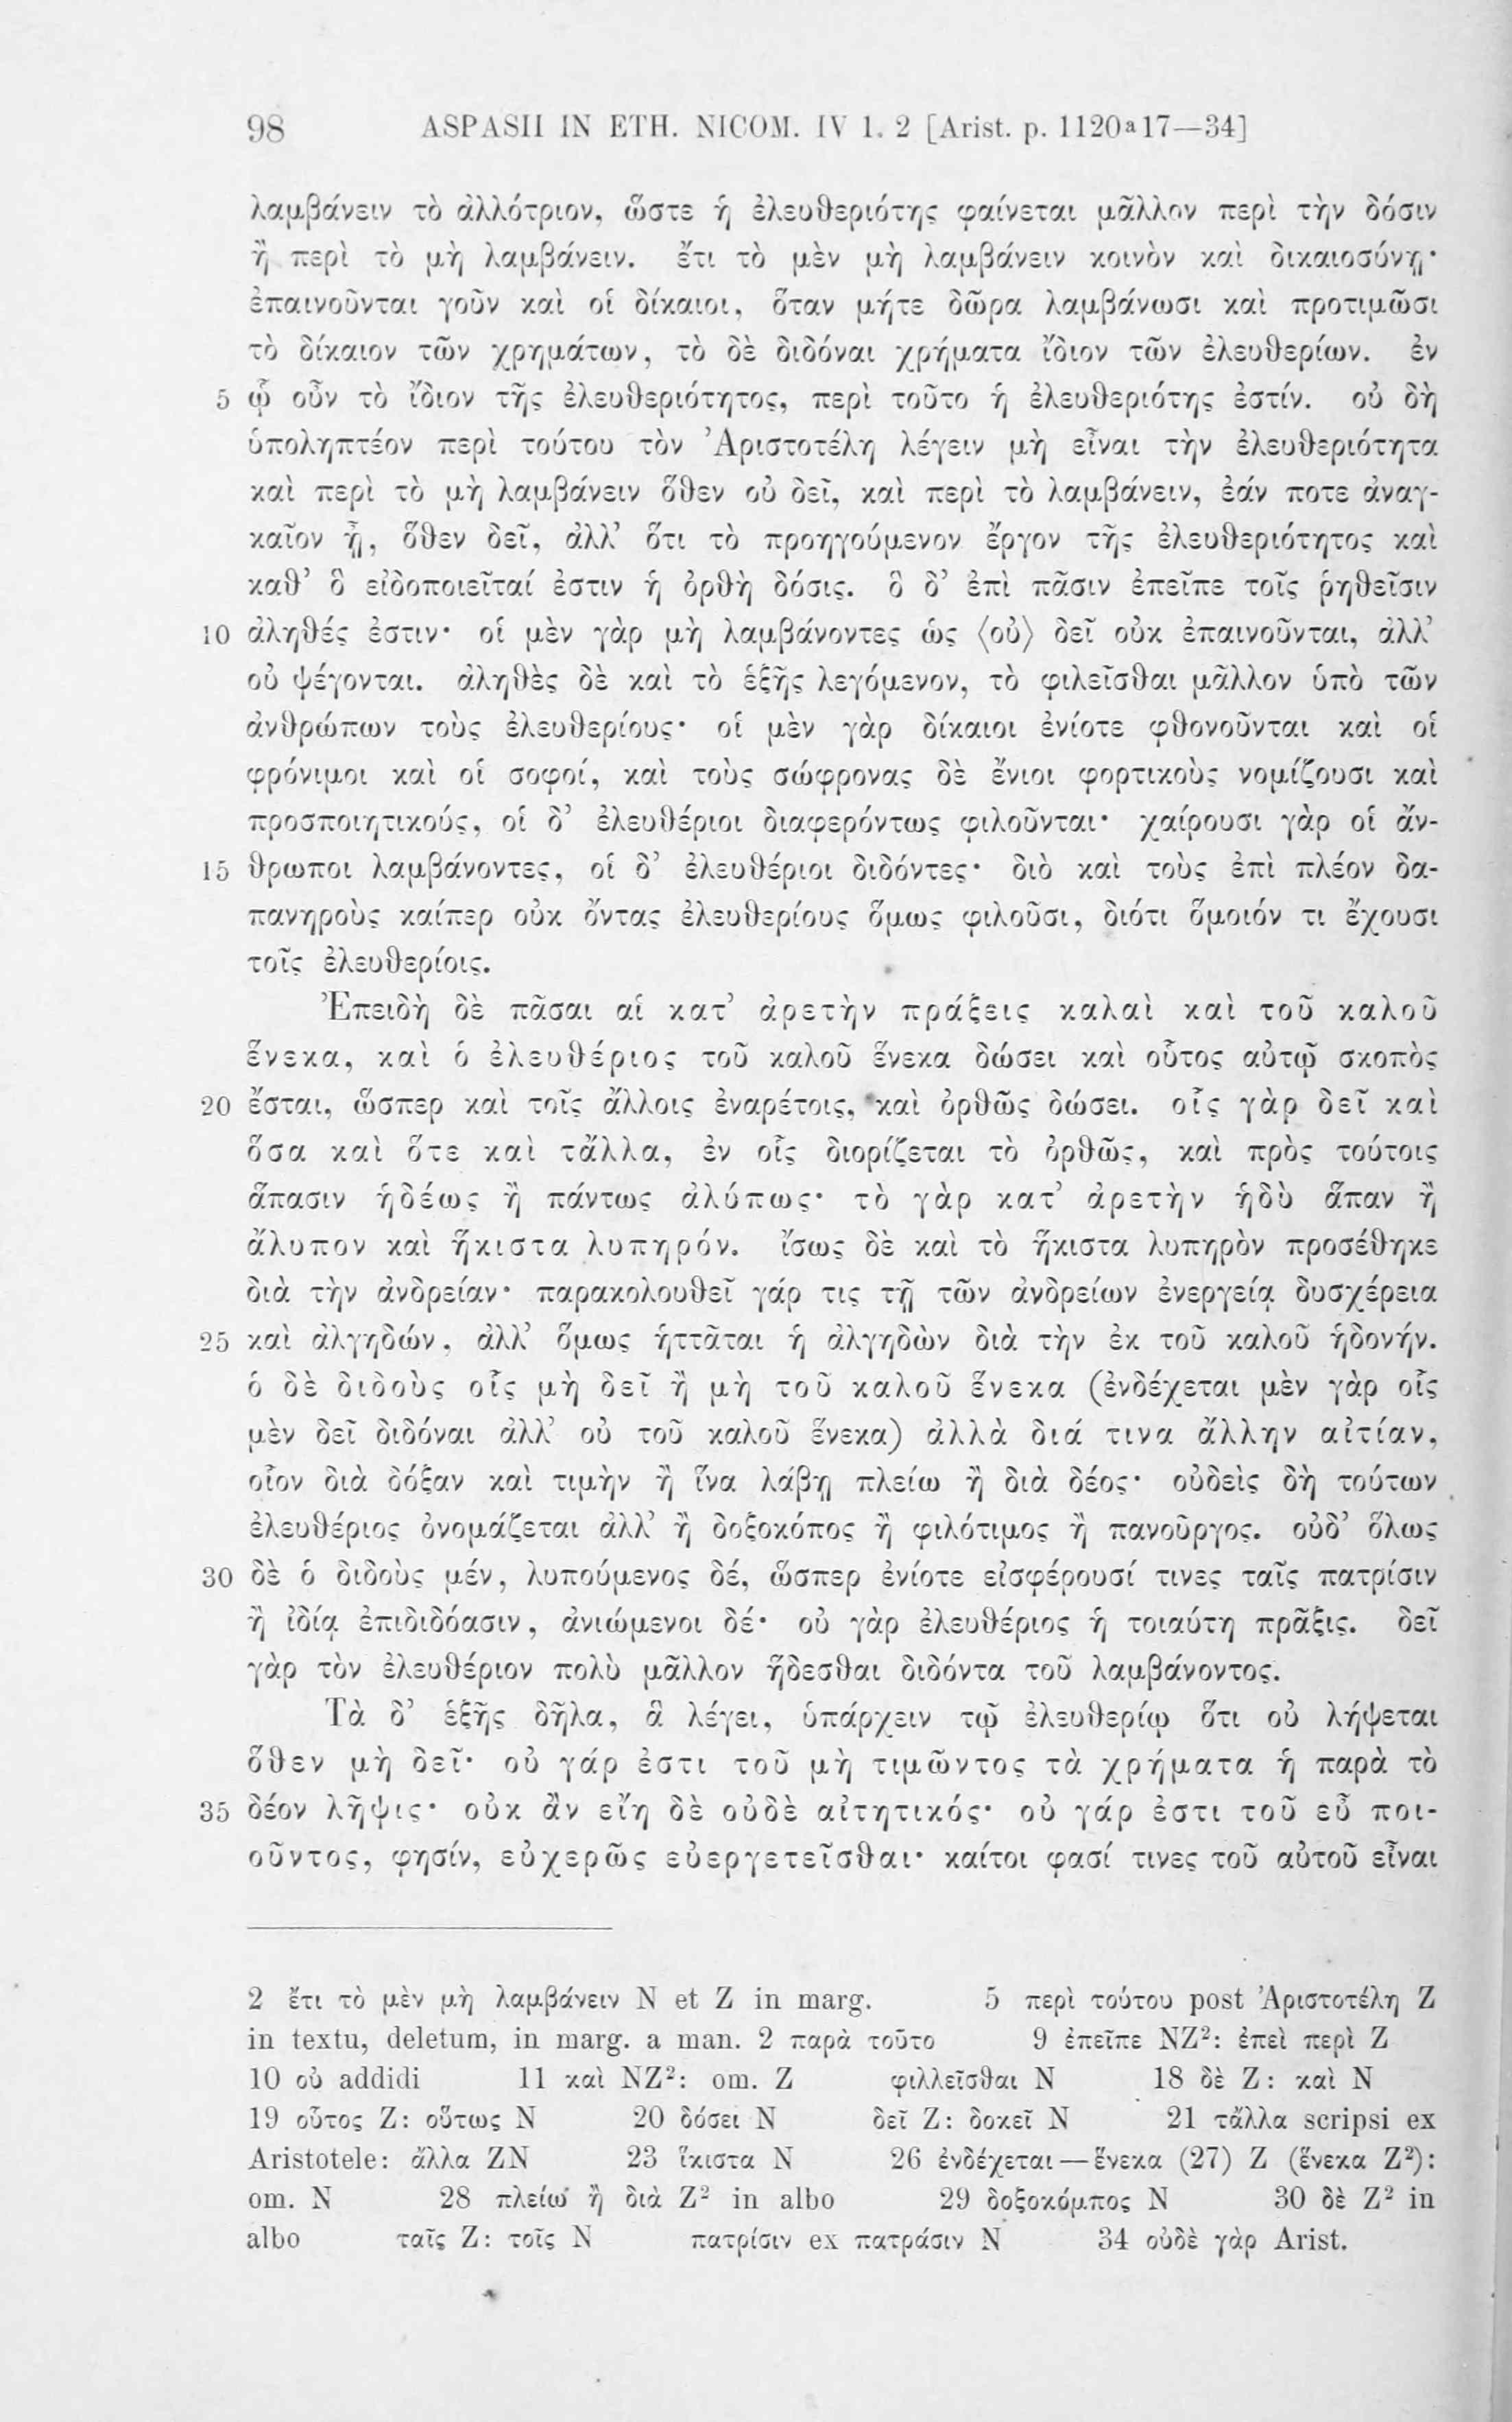 98 ASPASII IN ETH. NICOM. IV 1. 2 [Arist. p. 1120ᵃ17—34]
λαμβάνειν τὸ ἀλλότριον, ὥστε ἡ ἐλευθεριότης φαίνεται μᾶλλον περὶ τὴν δόσιν
ἢ περὶ τὸ μὴ λαμβάνειν. ἔτι τὸ μὲν μὴ λαμβάνειν κοινὸν καὶ δικαιοσύνῃ·
ἐπαινοῦνται γοῦν καὶ οἱ δίκαιοι, ὅταν μήτε δῶρα λαμβάνωσι καὶ προτιμῶσι
τὸ δίκαιον τῶν χρημάτων, τὸ δὲ διδόναι χρήματα ἴδιον τῶν ἐλευθερίων. ἐν
5 ᾧ οὖν τὸ ἴδιον τῆς ἐλευθεριότητος, περὶ τοῦτο ἡ ἐλευθεριότης ἐστίν. οὐ δὴ
ὑποληπτέον περὶ τούτου τὸν Ἀριστοτέλη λέγειν μὴ εἶναι τὴν ἐλευθεριότητα
καὶ περὶ τὸ μὴ λαμβάνειν ὅθεν οὐ δεῖ, καὶ περὶ τὸ λαμβάνειν, ἐάν ποτε ἀναγ-
καῖον ᾖ, ὅθεν δεῖ, ἀλλ’ ὅτι τὸ προηγούμενον ἔργον τῆς ἐλευθεριότητος καὶ
καθ’ ὃ εἰδοποιεῖταί ἐστιν ἡ ὀρθὴ δόσις. ὃ δ’ ἐπὶ πᾶσιν ἐπεῖπε τοῖς ῥηθεῖσιν
10 ἀληθές ἐστιν· οἱ μὲν γὰρ μὴ λαμβάνοντες ὡς ⟨οὐ⟩ δεῖ οὐκ ἐπαινοῦνται, ἀλλ’
οὐ ψέγονται. ἀληθὲς δὲ καὶ τὸ ἑξῆς λεγόμενον, τὸ φιλεῖσθαι μᾶλλον ὑπὸ τῶν
ἀνθρώπων τοὺς ἐλευθερίους· οἱ μὲν γὰρ δίκαιοι ἐνίοτε φθονοῦνται καὶ οἱ
φρόνιμοι καὶ οἱ σοφοί, καὶ τοὺς σώφρονας δὲ ἔνιοι φορτικοὺς νομίζουσι καὶ
προσποιητικούς, οἱ δ’ ἐλευθέριοι διαφερόντως φιλοῦνται· χαίρουσι γὰρ οἱ ἄν-
15 θρωποι λαμβάνοντες, οἱ δ’ ἐλευθέριοι διδόντες· διὸ καὶ τοὺς ἐπὶ πλέον δα-
πανηροὺς καίπερ οὐκ ὄντας ἐλευθερίους ὅμως φιλοῦσι, διότι ὅμοιόν τι ἔχουσι
τοῖς ἐλευθερίοις.
Ἐπειδὴ δὲ πᾶσαι αἱ κατ’ ἀρετὴν πράξεις καλαὶ καὶ τοῦ καλοῦ
ἕνεκα, καὶ ὁ ἐλευθέριος τοῦ καλοῦ ἕνεκα δώσει καὶ οὗτος αὐτῷ σκοπὸς
20 ἔσται, ὥσπερ καὶ τοῖς ἄλλοις ἐναρέτοις, καὶ ὀρθῶς δώσει. οἷς γὰρ δεῖ καὶ
ὅσα καὶ ὅτε καὶ τἄλλα, ἐν οἷς διορίζεται τὸ ὀρθῶς, καὶ πρὸς τούτοις
ἅπασιν ἡδέως ἢ πάντως ἀλύπως· τὸ γὰρ κατ’ ἀρετὴν ἡδὺ ἅπαν ἢ
ἄλυπον καὶ ἥκιστα λυπηρόν. ἴσως δὲ καὶ τὸ ἥκιστα λυπηρὸν προσέθηκε
διὰ τὴν ἀνδρείαν· παρακολουθεῖ γάρ τις τῇ τῶν ἀνδρείων ἐνεργείᾳ δυσχέρεια
25 καὶ ἀλγηδών, ἀλλ’ ὅμως ἡττᾶται ἡ ἀλγηδὼν διὰ τὴν ἐκ τοῦ καλοῦ ἡδονήν.
ὁ δὲ διδοὺς οἷς μὴ δεῖ ἢ μὴ τοῦ καλοῦ ἕνεκα (ἐνδέχεται μὲν γὰρ οἷς
μὲν δεῖ διδόναι ἀλλ’ οὐ τοῦ καλοῦ ἕνεκα) ἀλλὰ διά τινα ἄλλην αἰτίαν,
οἷον διὰ δόξαν καὶ τιμὴν ἢ ἵνα λάβῃ πλείω ἢ διὰ δέος· οὐδεὶς δὴ τούτων
ἐλευθέριος ὀνομάζεται ἀλλ’ ἢ δοξοκόπος ἢ φιλότιμος ἢ πανοῦργος. οὐδ’ ὅλως
30 δὲ ὁ διδοὺς μέν, λυπούμενος δέ, ὥσπερ ἐνίοτε εἰσφέρουσί τινες ταῖς πατρίσιν
ἢ ἰδίᾳ ἐπιδιδόασιν, ἀνιώμενοι δέ· οὐ γὰρ ἐλευθέριος ἡ τοιαύτη πρᾶξις. δεῖ
γὰρ τὸν ἐλευθέριον πολὺ μᾶλλον ἥδεσθαι διδόντα τοῦ λαμβάνοντος.
Τὰ δ’ ἑξῆς δῆλα, ἃ λέγει, ὑπάρχειν τῷ ἐλευθερίῳ ὅτι οὐ λήψεται
ὅθεν μὴ δεῖ· οὐ γάρ ἐστι τοῦ μὴ τιμῶντος τὰ χρήματα ἡ παρὰ τὸ
35 δέον λῆψις· οὐκ ἂν εἴη δὲ οὐδὲ αἰτητικός· οὐ γάρ ἐστι τοῦ εὖ ποι-
οῦντος, φησίν, εὐχερῶς εὐεργετεῖσθαι· καίτοι φασί τινες τοῦ αὐτοῦ εἶναι
2 ἔτι τὸ μὲν μὴ λαμβάνειν N et Z in marg. 5 περὶ τούτου post Ἀριστοτέλη Z
in textu, deletum, in marg. a man. 2 παρὰ τοῦτο 9 ἐπεῖπε NZ²: ἐπεὶ περὶ Z
10 οὐ addidi 11 καὶ NZ²: om. Z φιλλεῖσθαι N 18 δὲ Z: καὶ N
19 οὗτος Z: οὕτως N 20 δόσει N δεῖ Z: δοκεῖ N 21 τἄλλα scripsi ex
Aristotele: ἄλλα ZN 23 ἵκιστα N 26 ἐνδέχεται—ἕνεκα (27) Z (ἕνεκα Z²):
om. N 28 πλείω ἢ διὰ Z² in albo 29 δοξοκόμπος N 30 δὲ Z² in
albo ταῖς Z: τοῖς N πατρίσιν ex πατράσιν N 34 οὐδὲ γὰρ Arist.